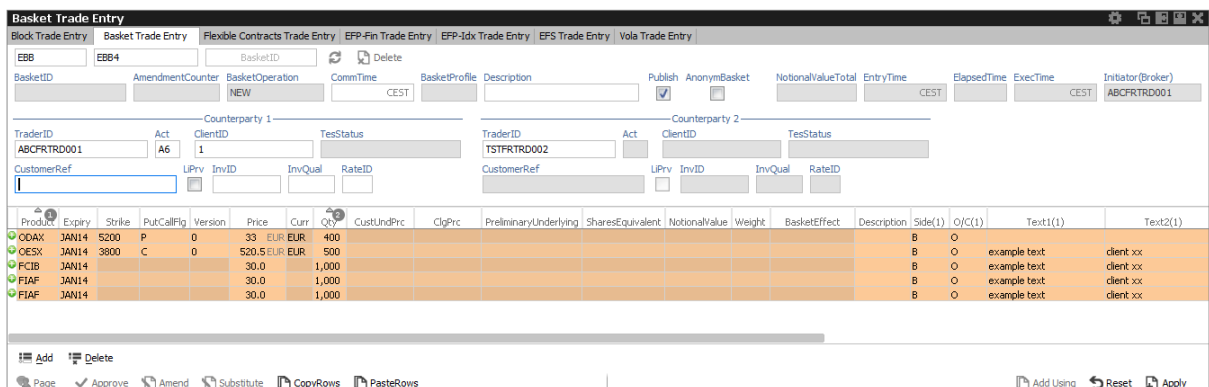 Basket Trade Entry
Block Trade Entry Basket Trade Entry Flexible Contracts Trade Entry EFP-Fin Trade Entry EFP-Idx Trade Entry EFS Trade Entry Vola Trade Entry
EBB EBB4 BasketID Delete
BasketID AmendmentCounter BasketOperation CommTime BasketProfile Description Publish AnonymBasket NotionalValueTotal EntryTime ElapsedTime ExecTime Initiator(Broker)
NEW CEST CEST CEST ABCFRTRD001
Counterparty 1 Counterparty 2
TraderID Act ClientID TesStatus TraderID Act ClientID TesStatus
ABCFRTRD001 A6 1 TSTFRTRD002
CustomerRef LiPrv InvID InvQual RateID CustomerRef LiPrv InvID InvQual RateID
Product 1 Expiry Strike PutCallFlg Version Price Curr Qty 2 CustUndPrc ClgPrc PreliminaryUnderlying SharesEquivalent NotionalValue Weight BasketEffect Description Side(1) O/C(1) Text1(1) Text2(1)
ODAX JAN14 5200 P 0 33 EUR EUR 400 B O
OESX JAN14 3800 C 0 520.5 EUR EUR 500 B O example text client xx
FCIB JAN14 30.0 1,000 B O example text client xx
FIAF JAN14 30.0 1,000 B O example text client xx
FIAF JAN14 30.0 1,000 B O example text client xx
Add Delete
Page Approve Amend Substitute CopyRows PasteRows Add Using Reset Apply